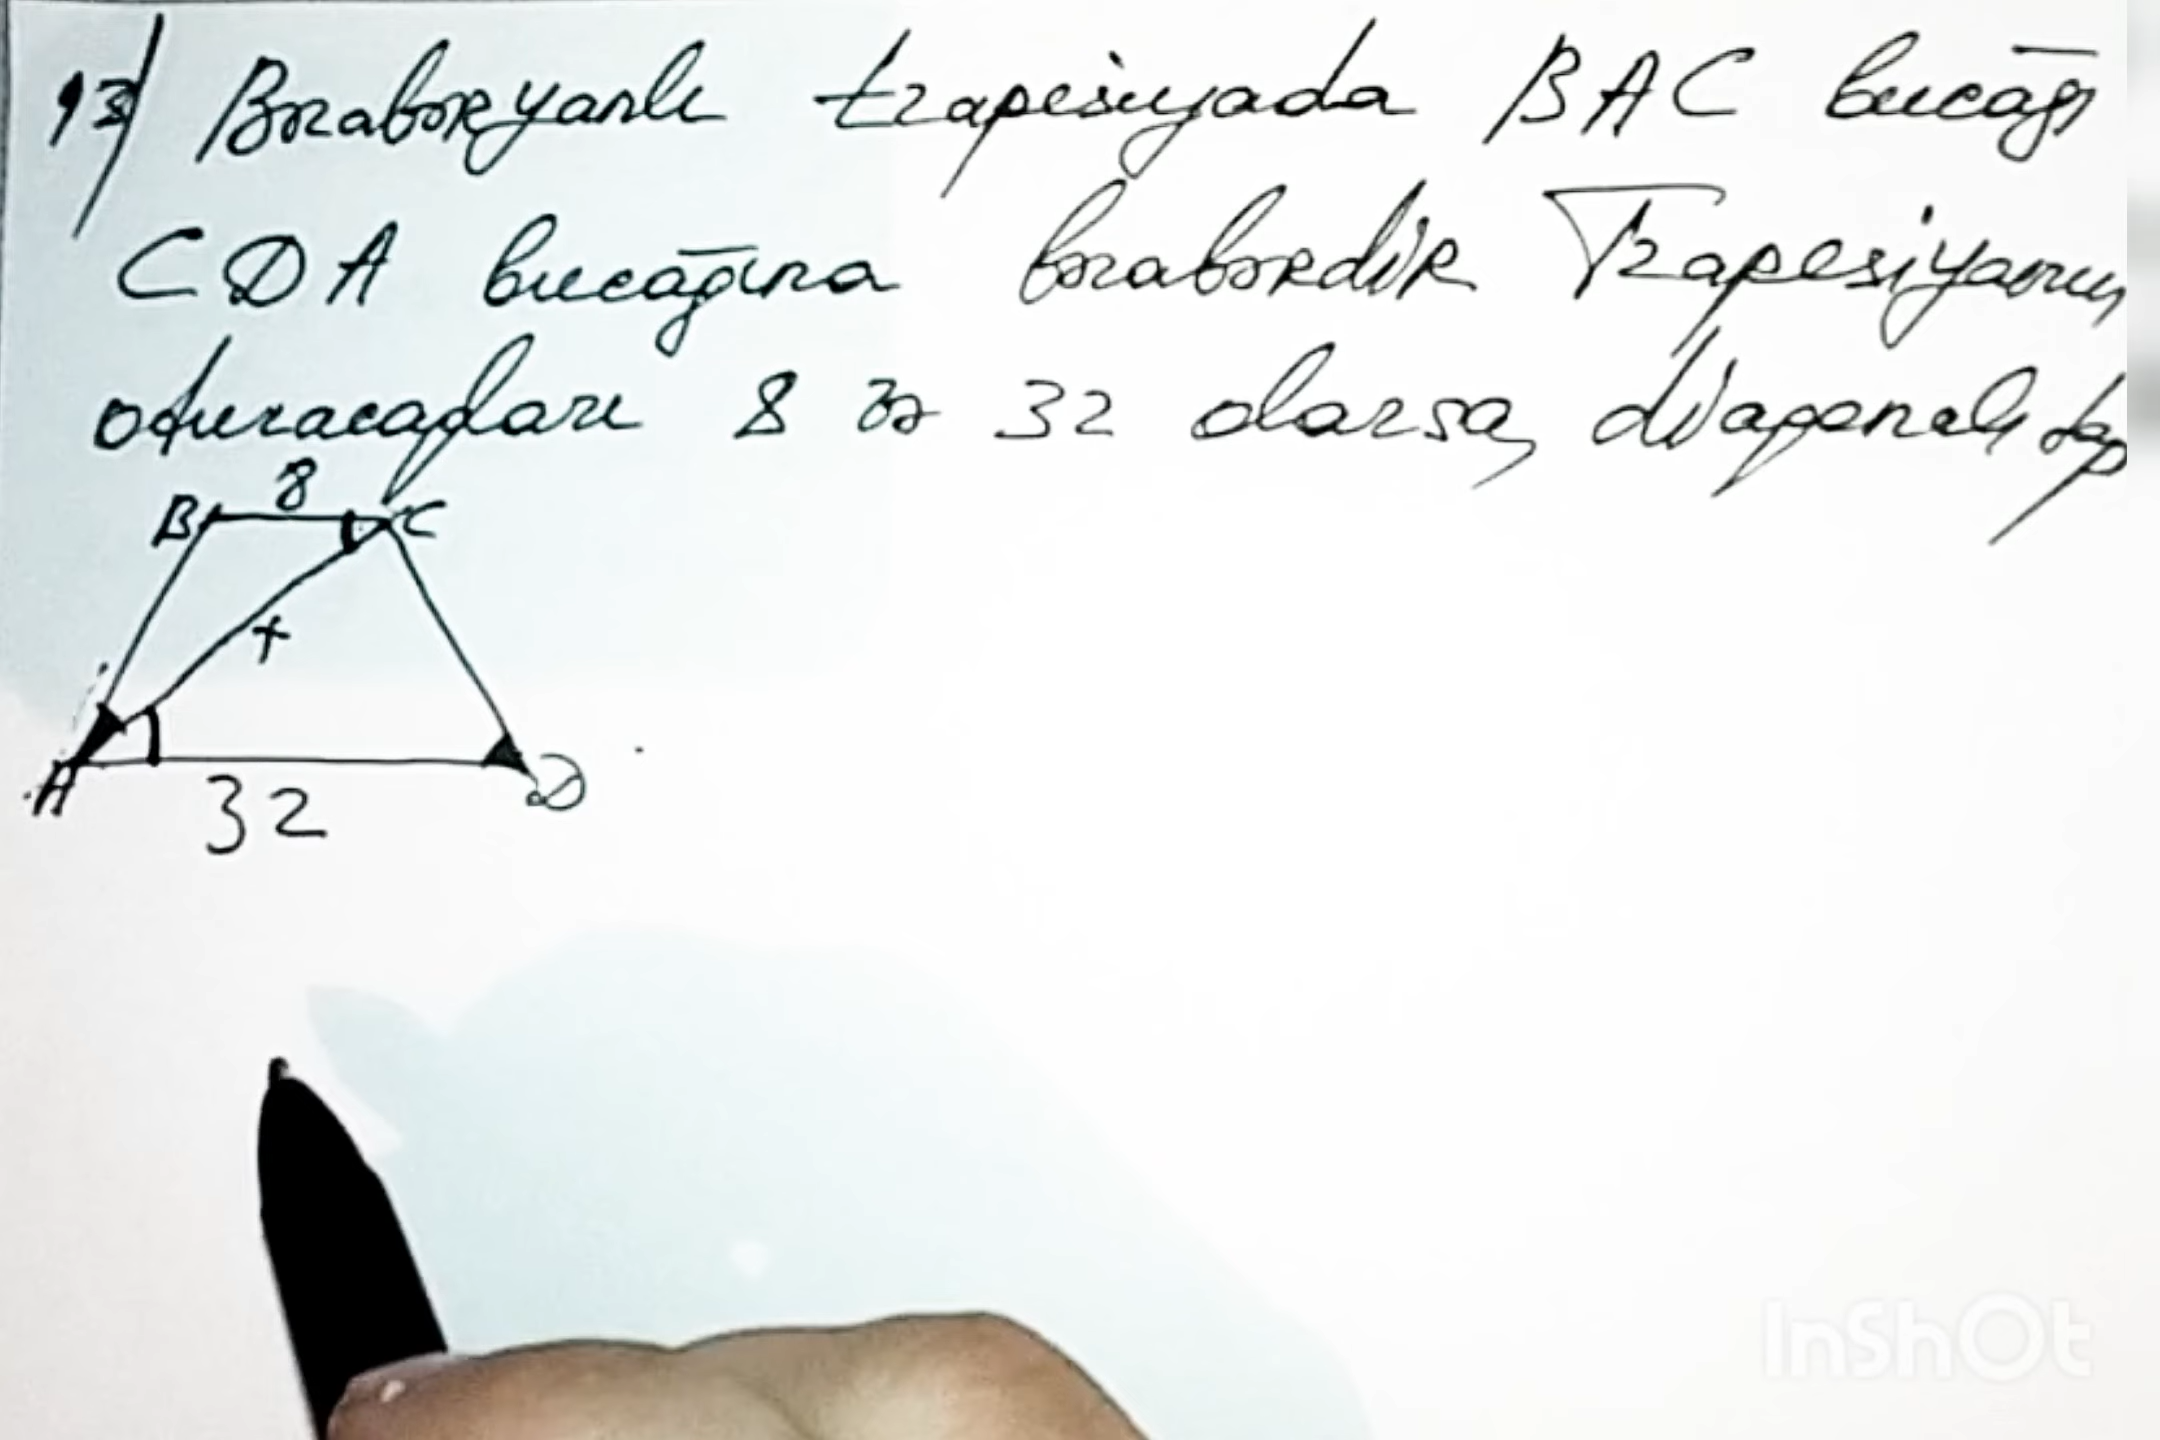 13) Bərabəryanlı trapesiyada BAC bucağı
CDA bucağına bərabərdir Trapesiyanın
oturacaqları 8 və 32 olarsa, diaqonalı tap
8
B C
x
A D
32
InShOt